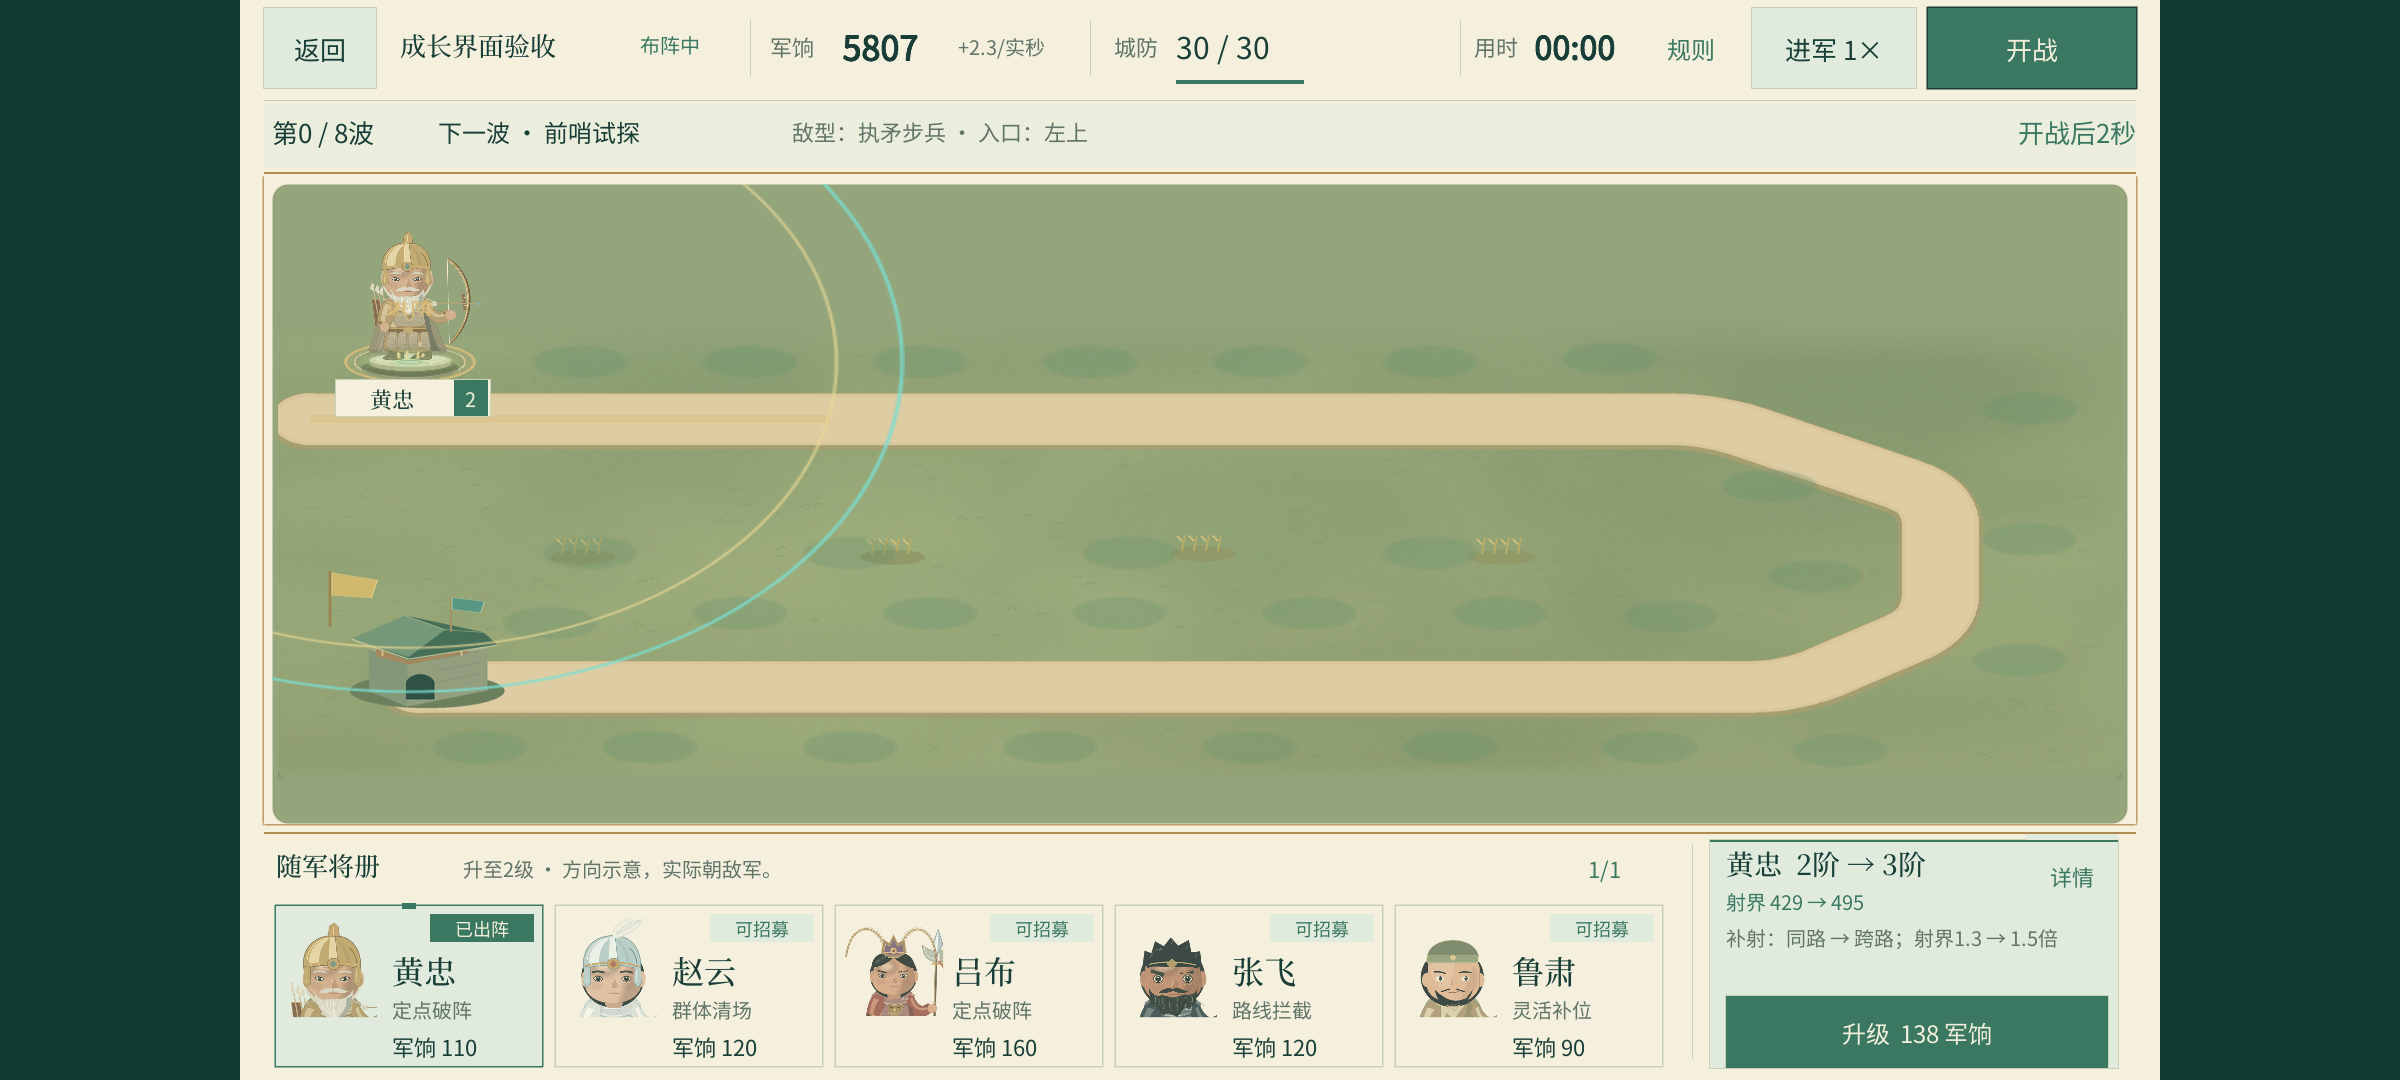 返回
成长界面验收
布阵中
军饷 5807 +2.3/实秒
城防 30 / 30
用时 00:00
规则
进军 1×
开战
第0 / 8波
下一波 · 前哨试探
敌型：执矛步兵 · 入口：左上
开战后2秒
黄忠 2
随军将册
升至2级 · 方向示意，实际朝敌军。
1/1
已出阵
黄忠
定点破阵
军饷 110
可招募
赵云
群体清场
军饷 120
可招募
吕布
定点破阵
军饷 160
可招募
张飞
路线拦截
军饷 120
可招募
鲁肃
灵活补位
军饷 90
黄忠 2阶 → 3阶
详情
射界 429 → 495
补射：同路 → 跨路；射界1.3 → 1.5倍
升级 138 军饷